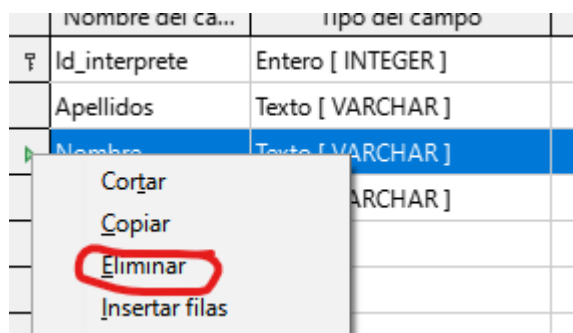 Nombre del ca... Tipo del campo
Id_interprete Entero [ INTEGER ]
Apellidos Texto [ VARCHAR ]
Nombre Texto [ VARCHAR ]
ARCHAR ]
Cortar
Copiar
Eliminar
Insertar filas